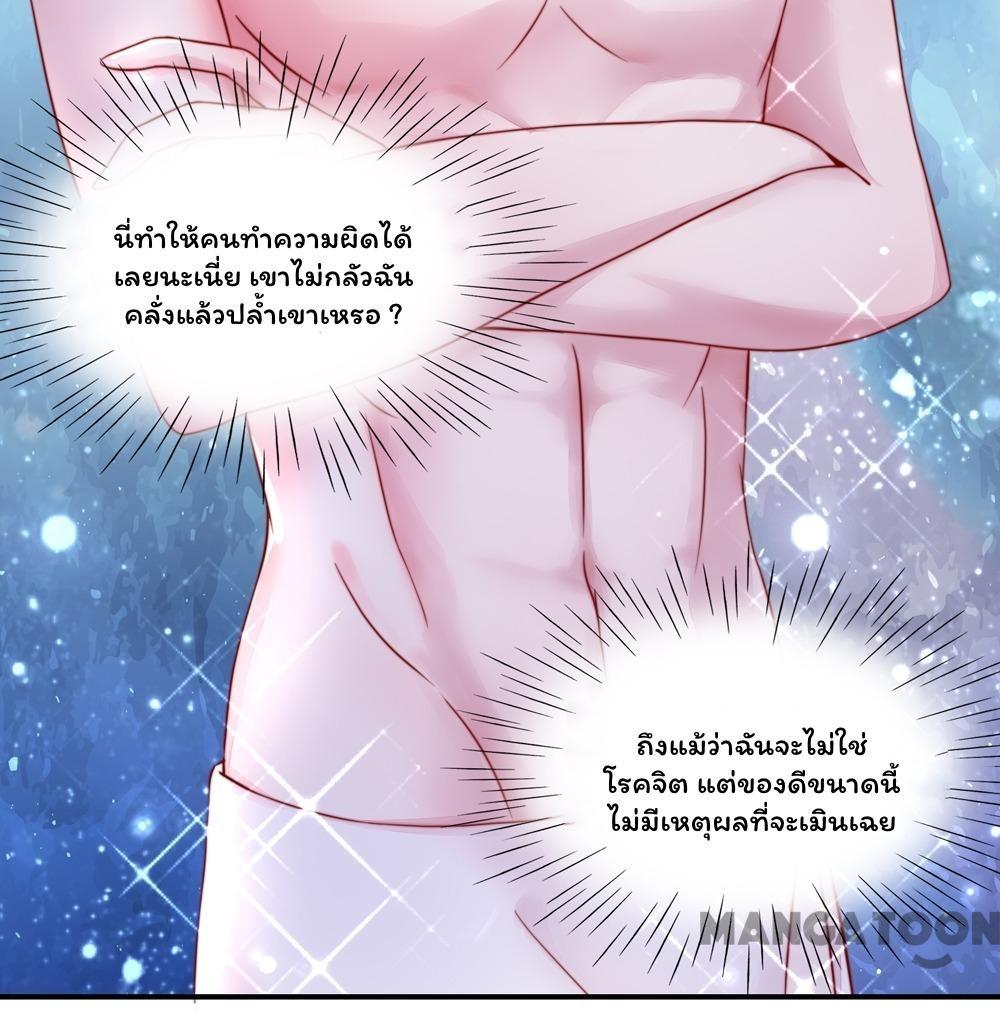 นี่ทำให้คนทำความผิดได้
เลยนะเนี่ย เขาไม่กลัวฉัน
คลั่งแล้วปล้ำเขาเหรอ ?
ถึงแม้ว่าฉันจะไม่ใช่
โรคจิต แต่ของดีขนาดนี้
ไม่มีเหตุผลที่จะเมินเฉย
MANGATOON